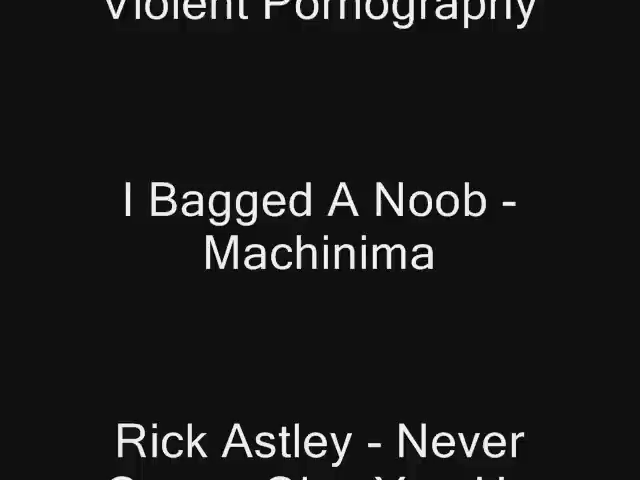 Violent Pornography
I Bagged A Noob -
Machinima
Rick Astley - Never